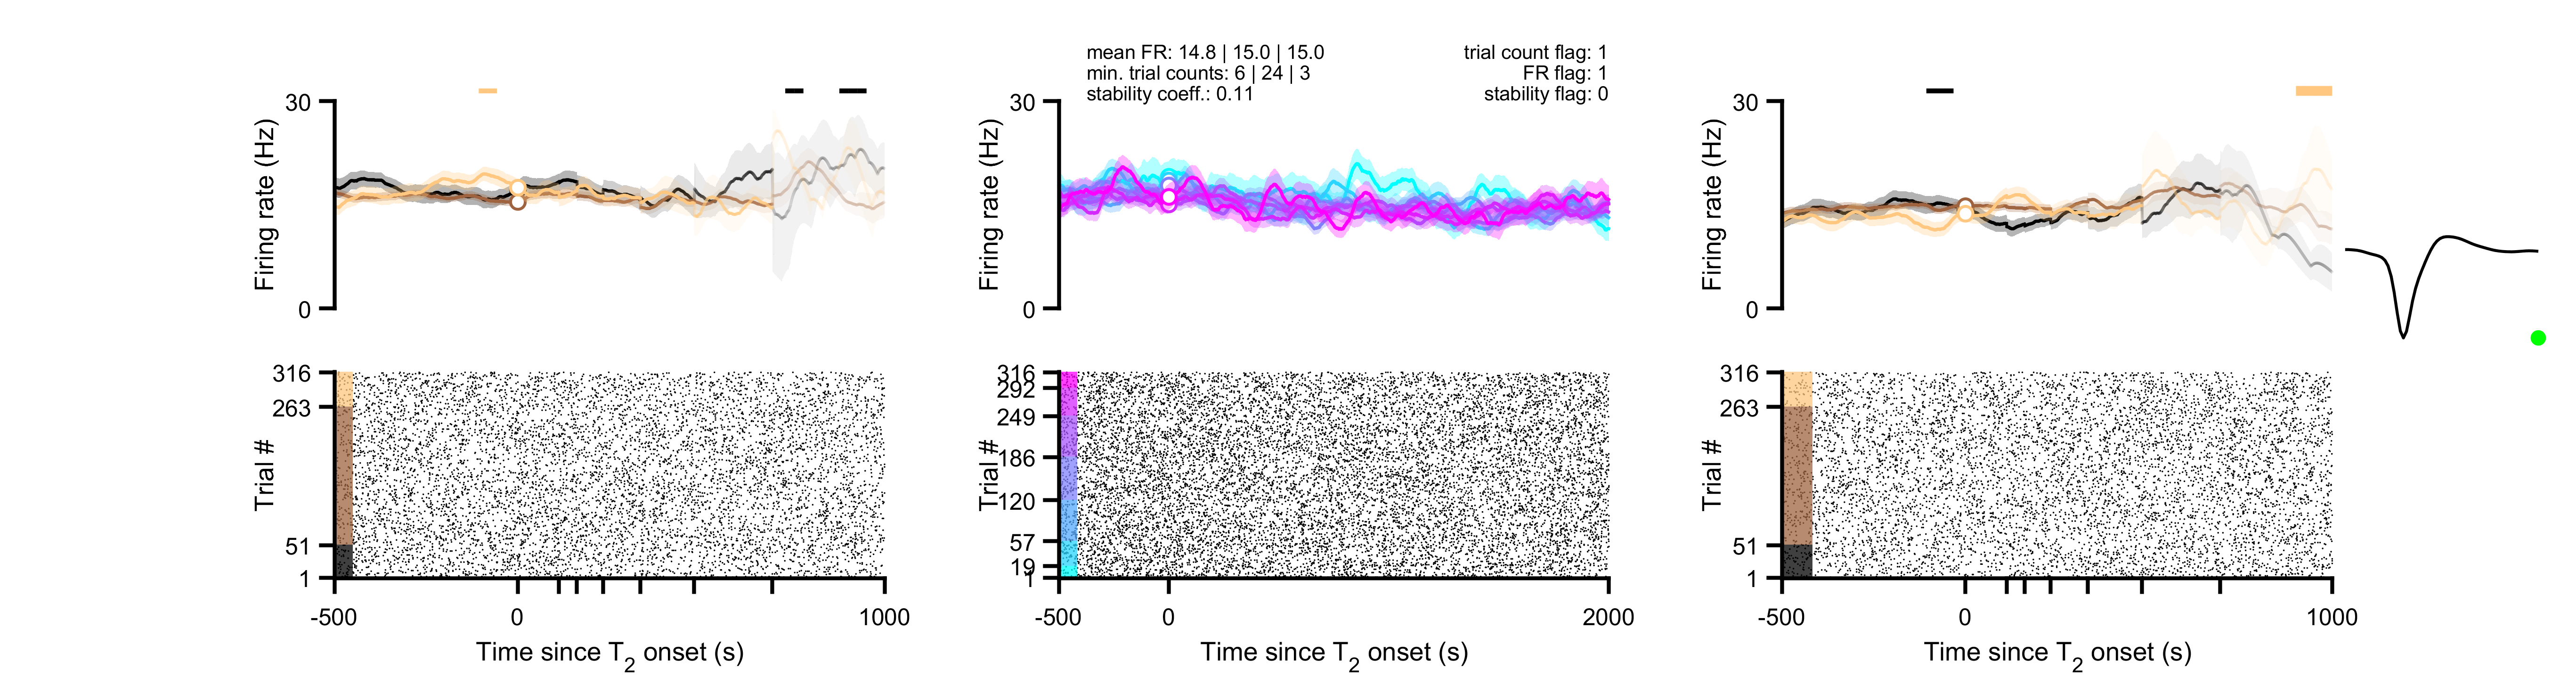 mean FR: 14.8 | 15.0 | 15.0
min. trial counts: 6 | 24 | 3
stability coeff.: 0.11
trial count flag: 1
FR flag: 1
stability flag: 0
30
Firing rate (Hz)
0
316
263
Trial #
51
1
-500
0
1000
Time since T2 onset (s)
30
Firing rate (Hz)
0
316
292
249
186
Trial #
120
57
19
1
-500
0
2000
Time since T2 onset (s)
30
Firing rate (Hz)
0
316
263
Trial #
51
1
-500
0
1000
Time since T2 onset (s)